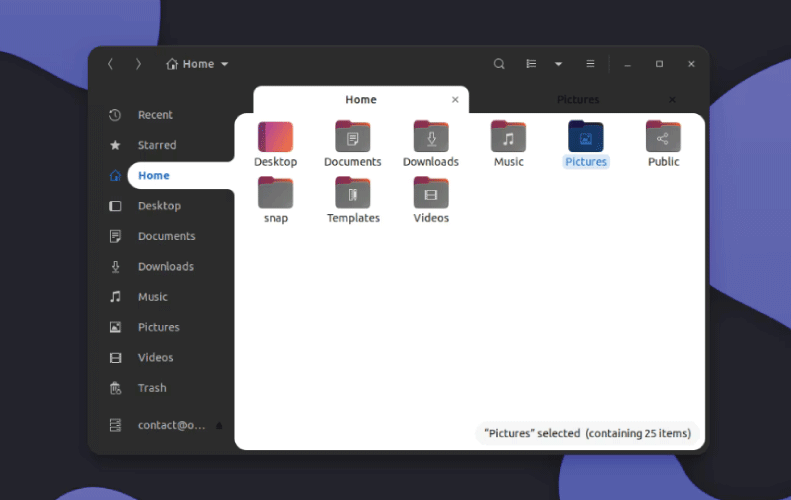 Home
Home
Pictures
Recent
Starred
Home
Desktop
Documents
Downloads
Music
Pictures
Videos
Trash
contact@o...
Desktop
Documents
Downloads
Music
Pictures
Public
snap
Templates
Videos
“Pictures” selected (containing 25 items)